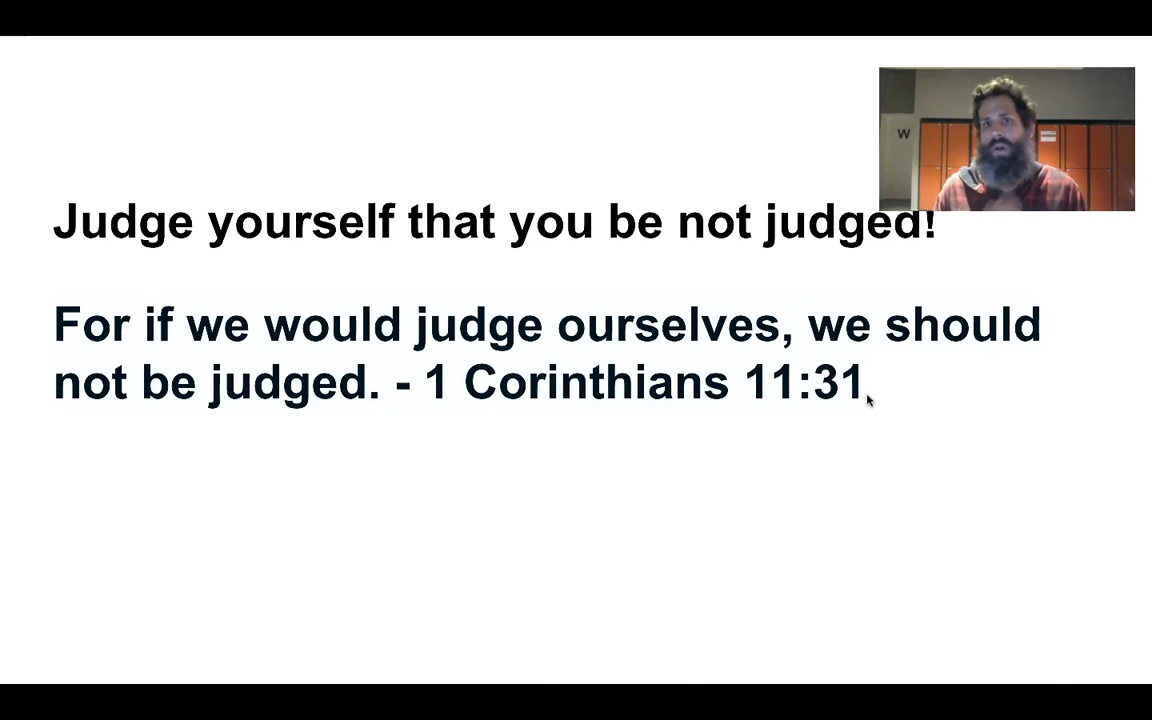 W
Judge yourself that you be not judged!
For if we would judge ourselves, we should
not be judged. - 1 Corinthians 11:31